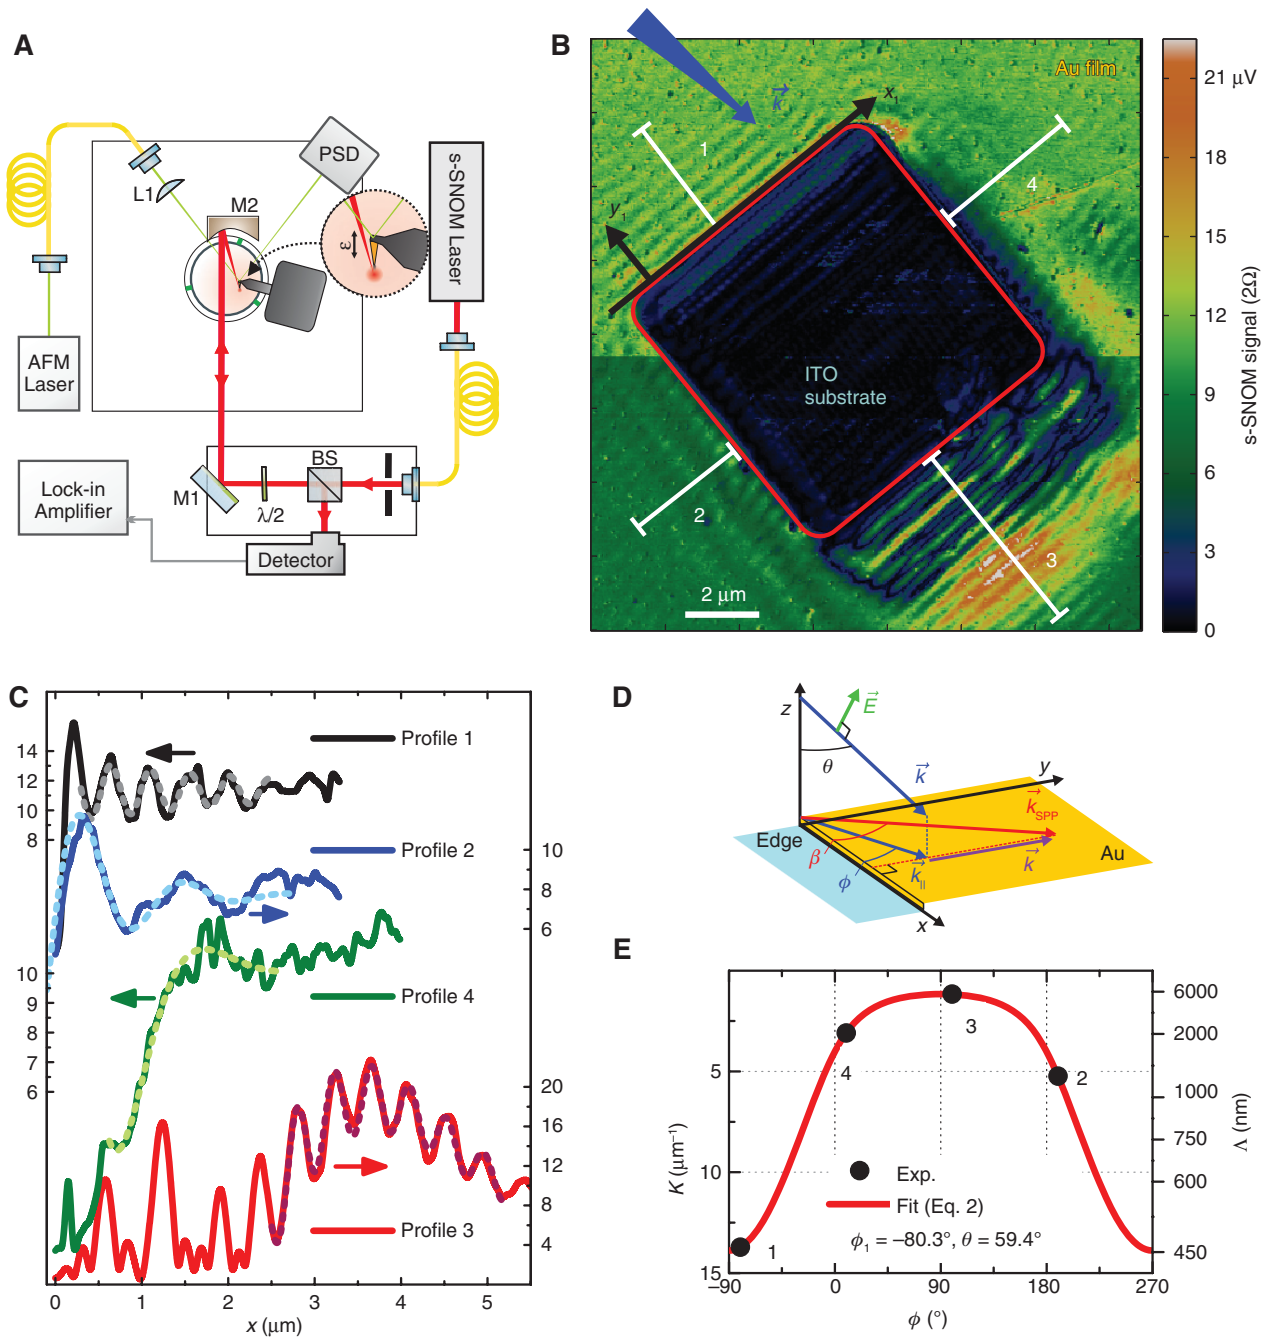 A
PSD
L1
M2
ε
s-SNOM Laser
AFM
Laser
Lock-in
Amplifier
M1
λ/2
BS
Detector
B
k
Au film
x1
y1
1
4
ITO
substrate
2
3
2 μm
21 μV
18
15
12
9
6
3
0
s-SNOM signal (2Ω)
C
14
12
10
8
Profile 1
Profile 2
10
8
6
10
9
8
7
6
Profile 4
20
16
12
8
4
Profile 3
0
1
2
3
4
5
x (μm)
D
z
E
θ
k
y
kSPP
Edge
β
ϕ
k||
k
Au
x
E
K (μm−1)
5
10
15
4
3
2
1
Exp.
Fit (Eq. 2)
ϕ1 = −80.3°, θ = 59.4°
6000
2000
1000
750
600
450
Λ (nm)
−90
0
90
180
270
ϕ (°)